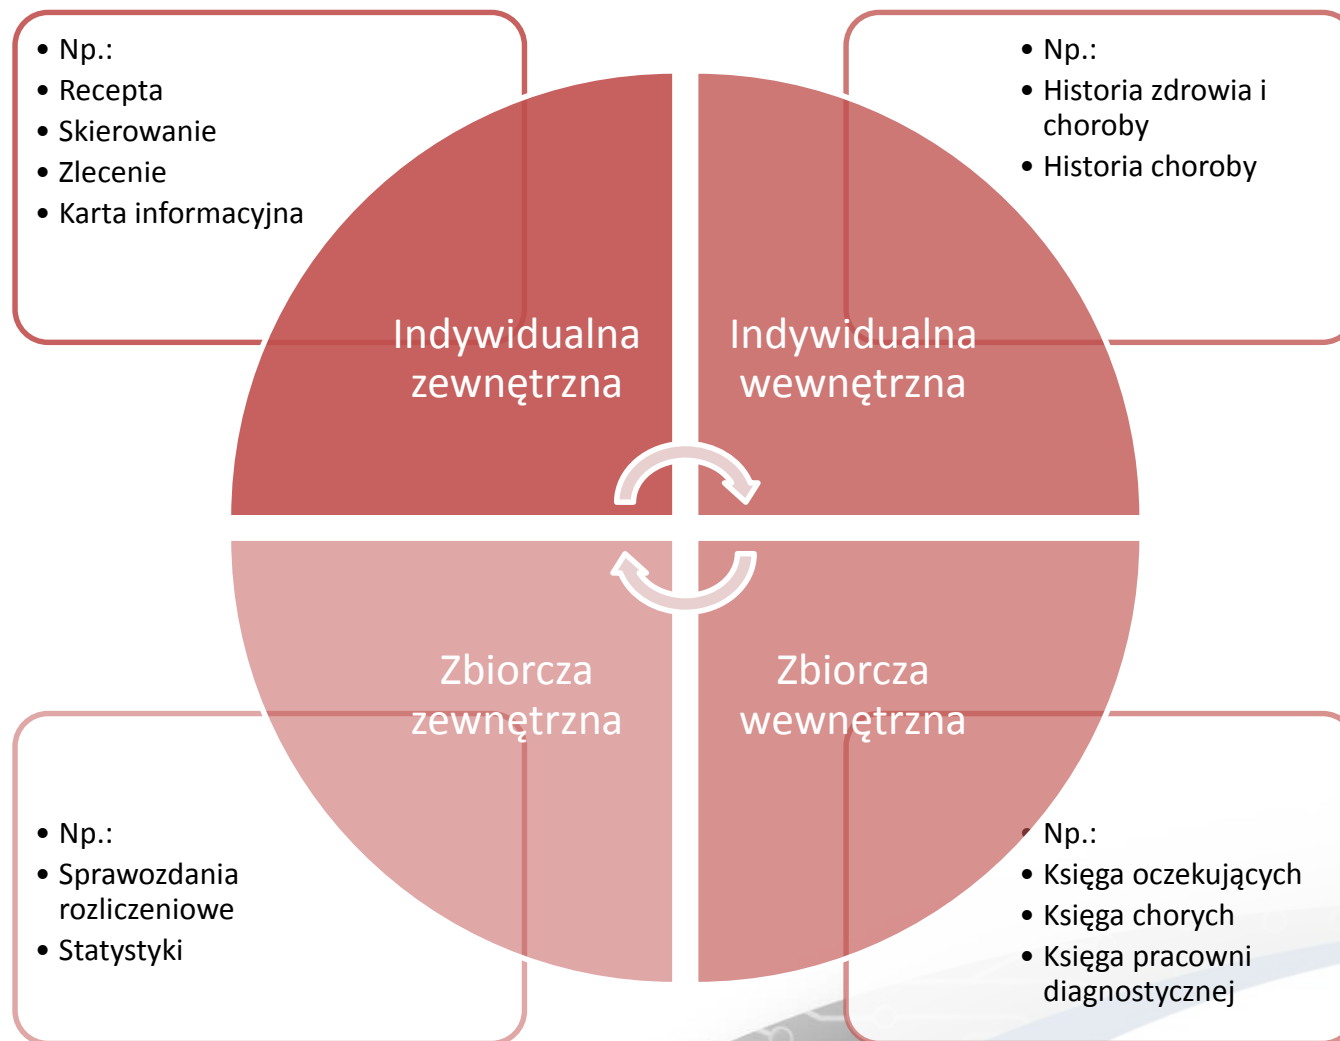 • Np.:
• Recepta
• Skierowanie
• Zlecenie
• Karta informacyjna
• Np.:
• Historia zdrowia i
choroby
• Historia choroby
Indywidualna
zewnętrzna
Indywidualna
wewnętrzna
Zbiorcza
zewnętrzna
Zbiorcza
wewnętrzna
• Np.:
• Sprawozdania
rozliczeniowe
• Statystyki
• Np.:
• Księga oczekujących
• Księga chorych
• Księga pracowni
diagnostycznej